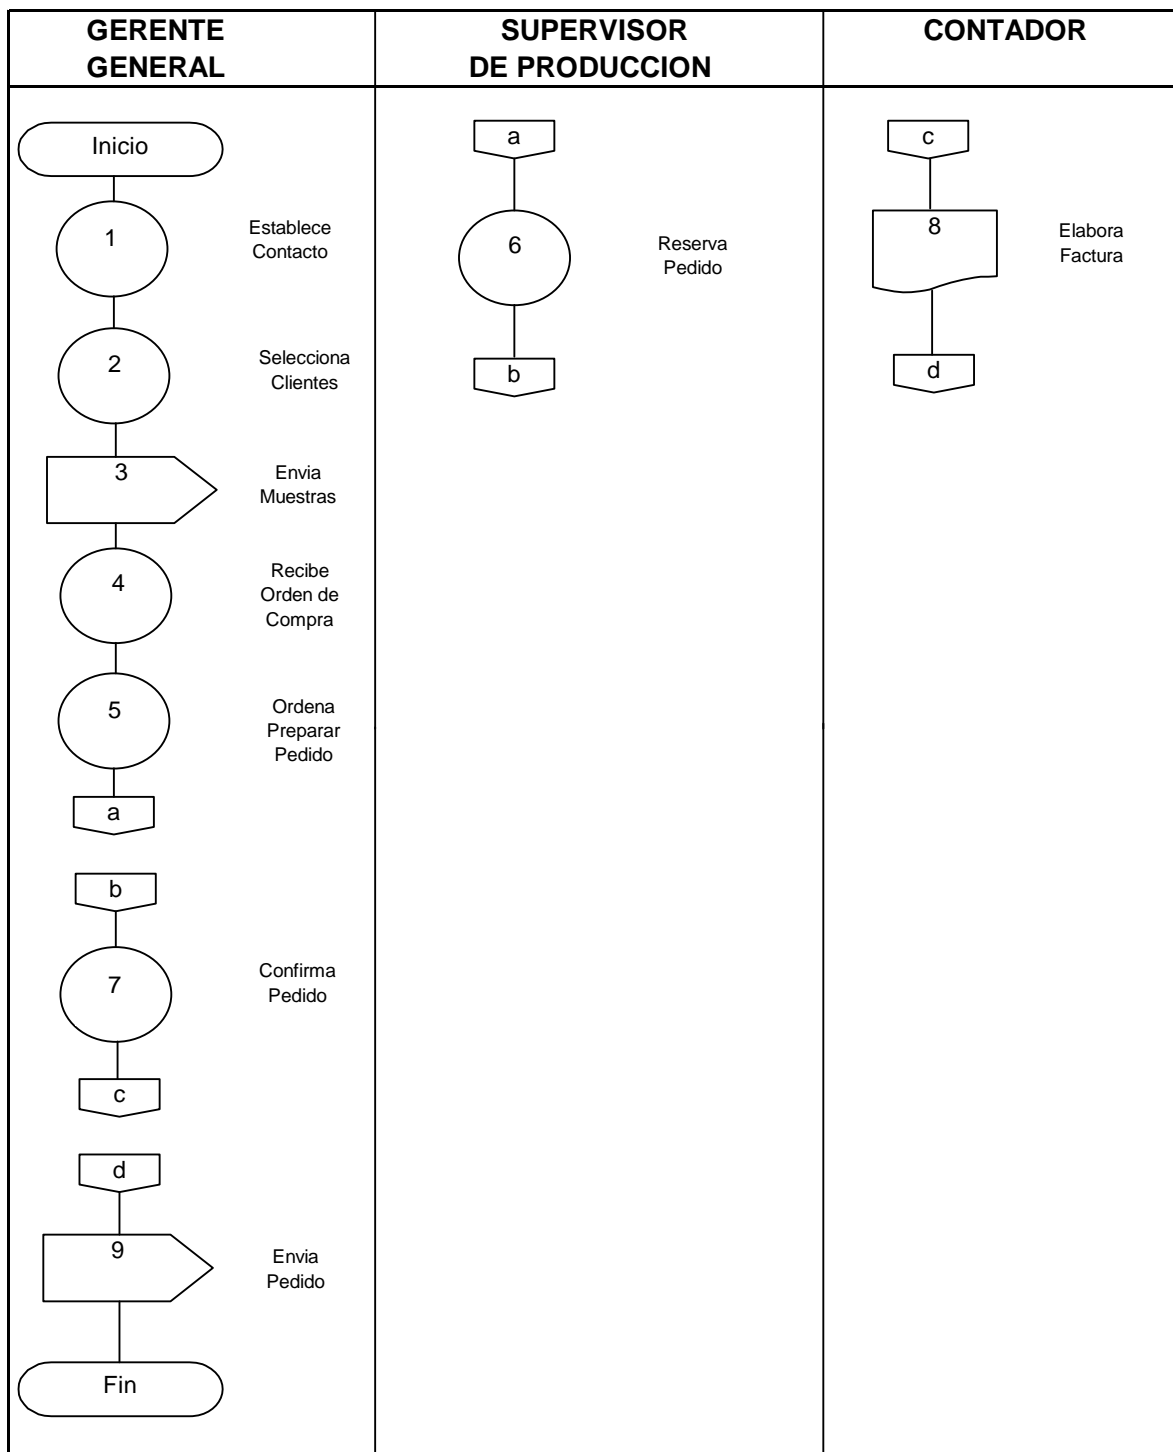 GERENTE
GENERAL
SUPERVISOR
DE PRODUCCION
CONTADOR
Inicio
1
Establece
Contacto
2
Selecciona
Clientes
3
Envia
Muestras
4
Recibe
Orden de
Compra
5
Ordena
Preparar
Pedido
a
b
7
Confirma
Pedido
c
d
9
Envia
Pedido
Fin
a
6
Reserva
Pedido
b
c
8
Elabora
Factura
d